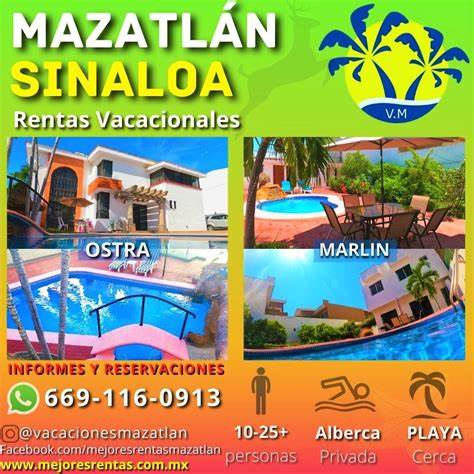 MAZATLÁN
SINALOA
Rentas Vacacionales
V.M
OSTRA
MARLIN
INFORMES Y RESERVACIONES
669-116-0913
@vacacionesmazatlan
Facebook.com/mejoresrentasmazatlan
www.mejoresrentas.com.mx
10-25+
personas
Alberca
Privada
PLAYA
Cerca